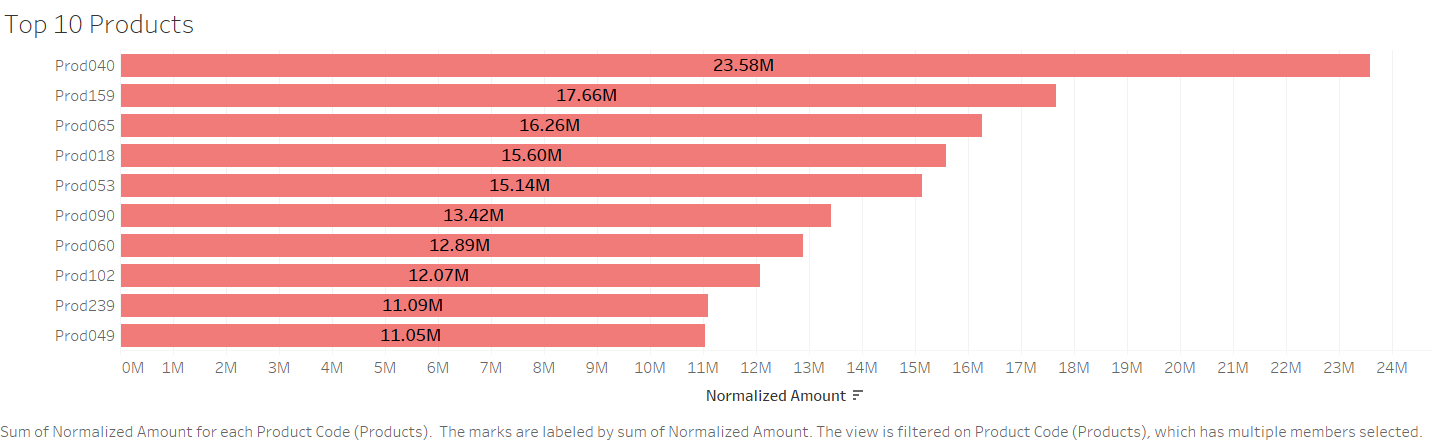 Top 10 Products
Prod040 23.58M
Prod159 17.66M
Prod065 16.26M
Prod018 15.60M
Prod053 15.14M
Prod090 13.42M
Prod060 12.89M
Prod102 12.07M
Prod239 11.09M
Prod049 11.05M
0M 1M 2M 3M 4M 5M 6M 7M 8M 9M 10M 11M 12M 13M 14M 15M 16M 17M 18M 19M 20M 21M 22M 23M 24M
Normalized Amount
Sum of Normalized Amount for each Product Code (Products). The marks are labeled by sum of Normalized Amount. The view is filtered on Product Code (Products), which has multiple members selected.